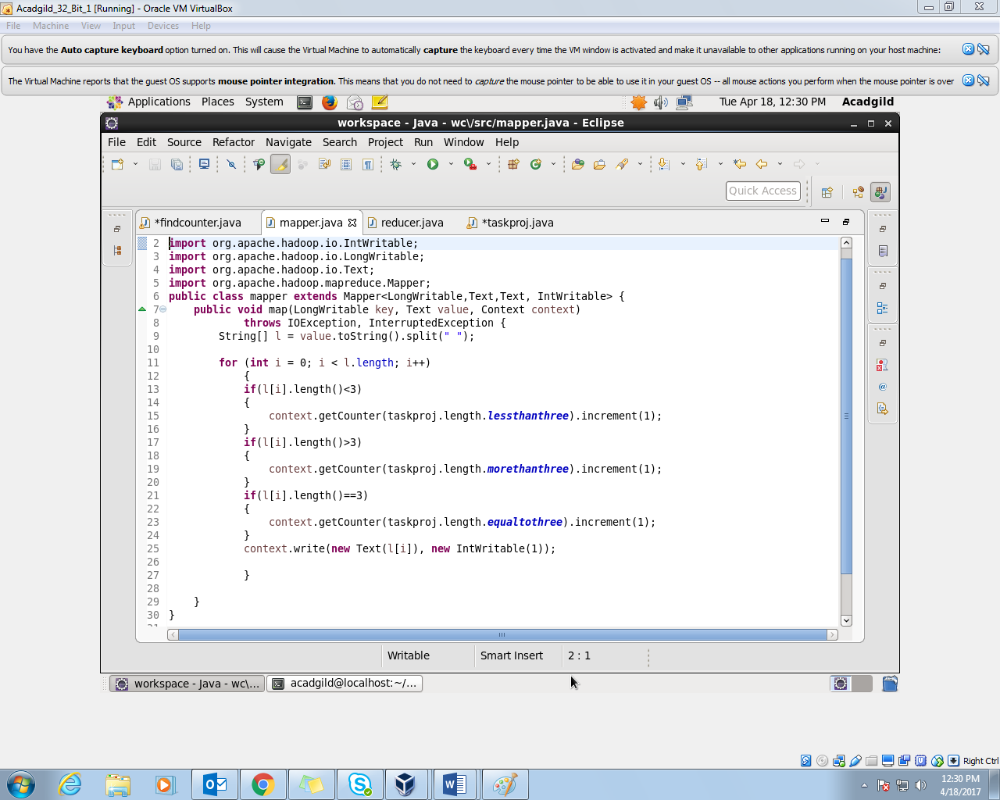 Acadgild_32_Bit_1 [Running] - Oracle VM VirtualBox
File Machine View Input Devices Help
You have the Auto capture keyboard option turned on. This will cause the Virtual Machine to automatically capture the keyboard every time the VM window is activated and make it unavailable to other applications running on your host machine:
The Virtual Machine reports that the guest OS supports mouse pointer integration. This means that you do not need to capture the mouse pointer to be able to use it in your guest OS -- all mouse actions you perform when the mouse pointer is over
Applications Places System Tue Apr 18, 12:30 PM Acadgild
workspace - Java - wc\/src/mapper.java - Eclipse
File Edit Source Refactor Navigate Search Project Run Window Help
Quick Access
*findcounter.java mapper.java reducer.java *taskproj.java
2 import org.apache.hadoop.io.IntWritable;
3 import org.apache.hadoop.io.LongWritable;
4 import org.apache.hadoop.io.Text;
5 import org.apache.hadoop.mapreduce.Mapper;
6 public class mapper extends Mapper<LongWritable,Text,Text, IntWritable> {
7 public void map(LongWritable key, Text value, Context context)
8 throws IOException, InterruptedException {
9 String[] l = value.toString().split(" ");
10
11 for (int i = 0; i < l.length; i++)
12 {
13 if(l[i].length()<3)
14 {
15 context.getCounter(taskproj.length.lessthanthree).increment(1);
16 }
17 if(l[i].length()>3)
18 {
19 context.getCounter(taskproj.length.morethanthree).increment(1);
20 }
21 if(l[i].length()==3)
22 {
23 context.getCounter(taskproj.length.equaltothree).increment(1);
24 }
25 context.write(new Text(l[i]), new IntWritable(1));
26
27 }
28
29 }
30 }
31
Writable Smart Insert 2 : 1
workspace - Java - wc\... acadgild@localhost:~/...
Right Ctrl
12:30 PM
4/18/2017